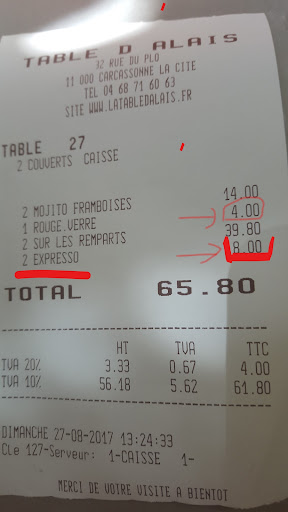 TABLE D ALAIS
32 RUE DU PLO
11 000 CARCASSONNE LA CITE
TEL 04 68 71 60 63
SITE WWW.LATABLEDALAIS.FR
TABLE 27
2 COUVERTS CAISSE
2 MOJITO FRAMBOISES 14.00
1 ROUGE.VERRE 4.00
2 SUR LES REMPARTS 39.80
2 EXPRESSO 8.00
TOTAL 65.80
HT TVA TTC
TVA 20% 3.33 0.67 4.00
TVA 10% 56.18 5.62 61.80
DIMANCHE 27-08-2017 13:24:33
CLe 127-Serveur: 1-CAISSE 1-
MERCI DE VOTRE VISITE A BIENTOT